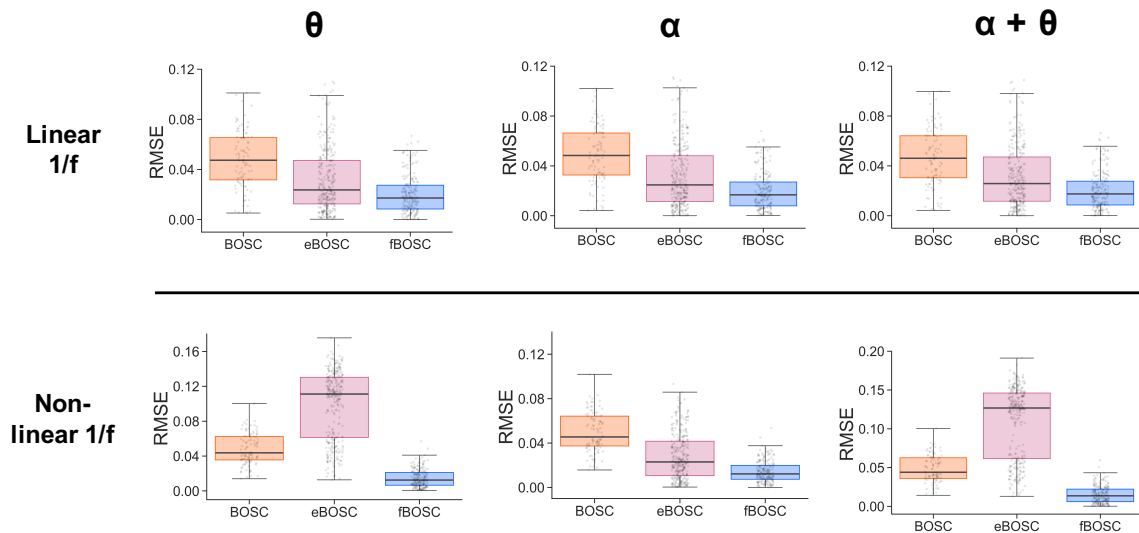 θ
α
α + θ
Linear
1/f
RMSE
0.12
0.08
0.04
0.00
BOSC
eBOSC
fBOSC
RMSE
0.12
0.08
0.04
0.00
BOSC
eBOSC
fBOSC
RMSE
0.12
0.08
0.04
0.00
BOSC
eBOSC
fBOSC
Non-
linear 1/f
RMSE
0.16
0.12
0.08
0.04
0.00
BOSC
eBOSC
fBOSC
RMSE
0.12
0.08
0.04
0.00
BOSC
eBOSC
fBOSC
RMSE
0.20
0.15
0.10
0.05
0.00
BOSC
eBOSC
fBOSC